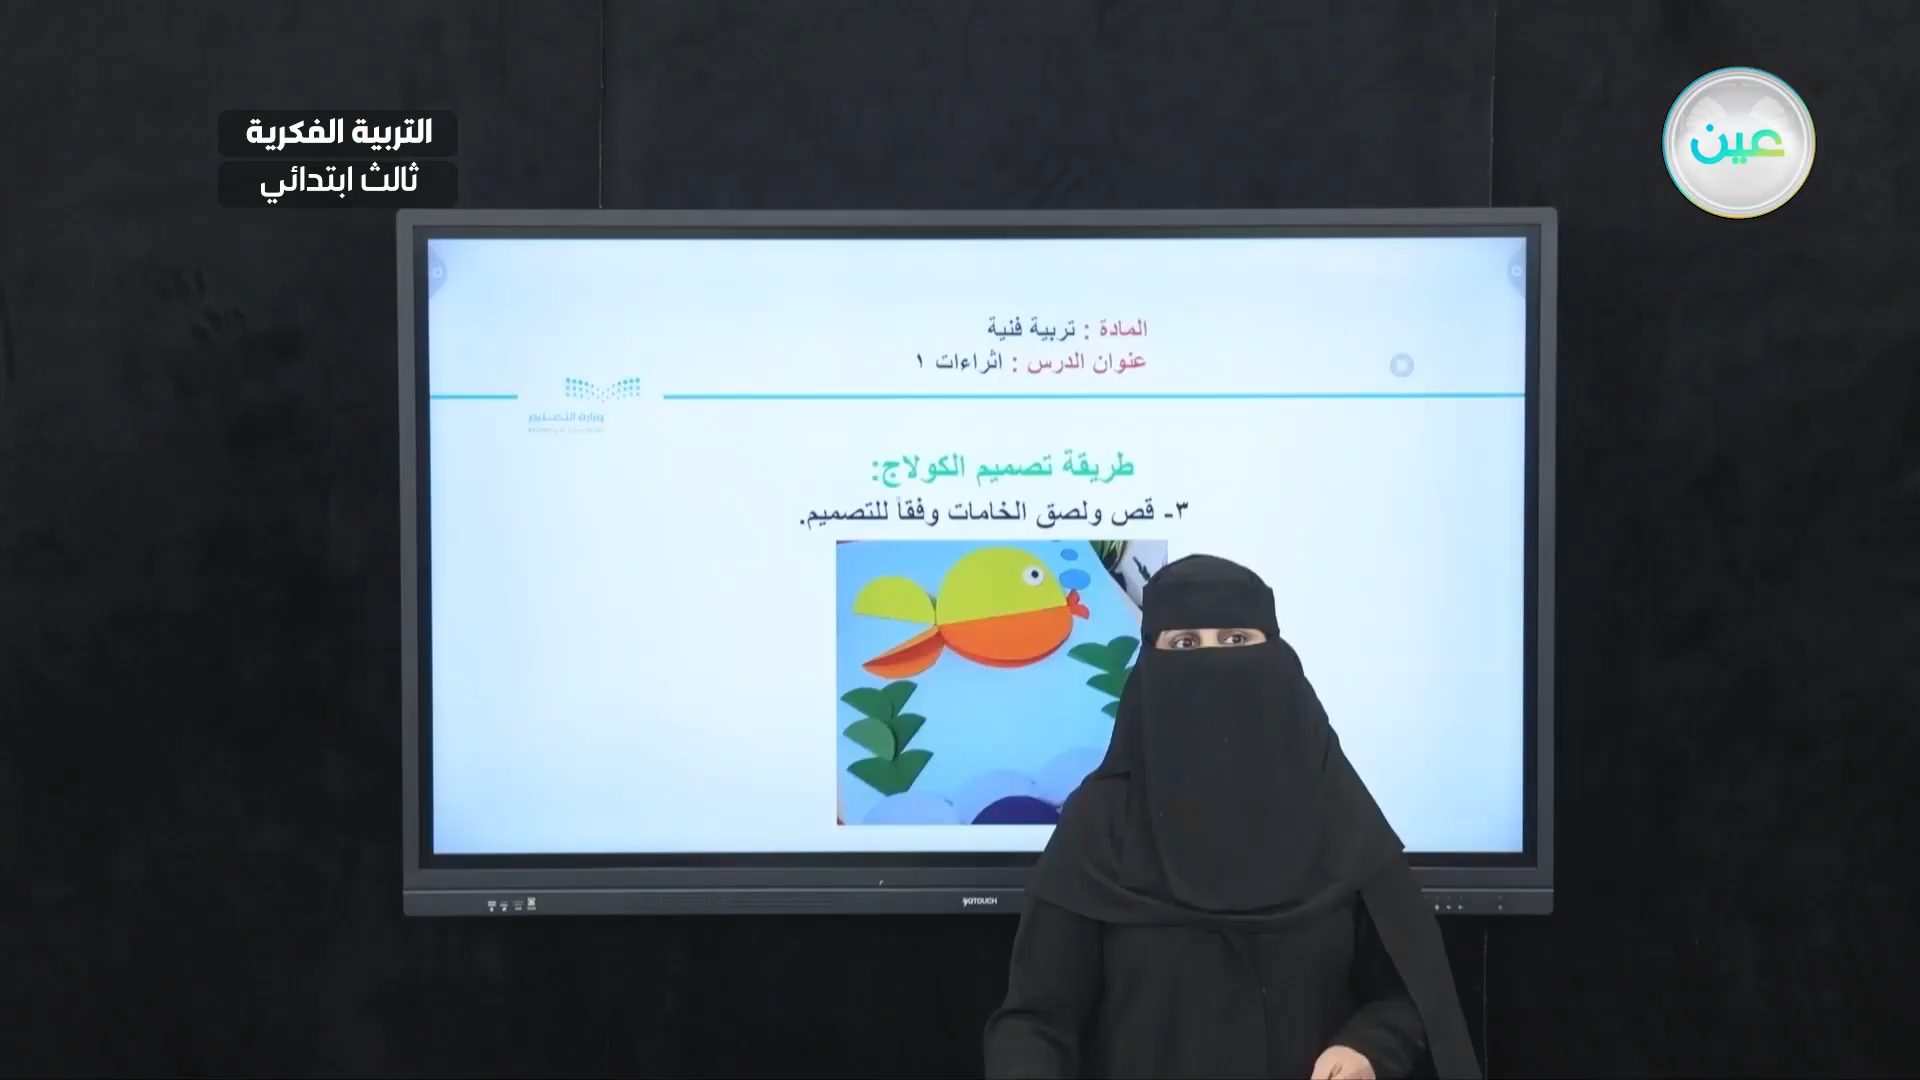 التربية الفكرية
ثالث ابتدائي
عين
المادة : تربية فنية
عنوان الدرس : اثراءات ١
وزارة التعليم
طريقة تصميم الكولاج:
٣- قص ولصق الخامات وفقاً للتصميم.